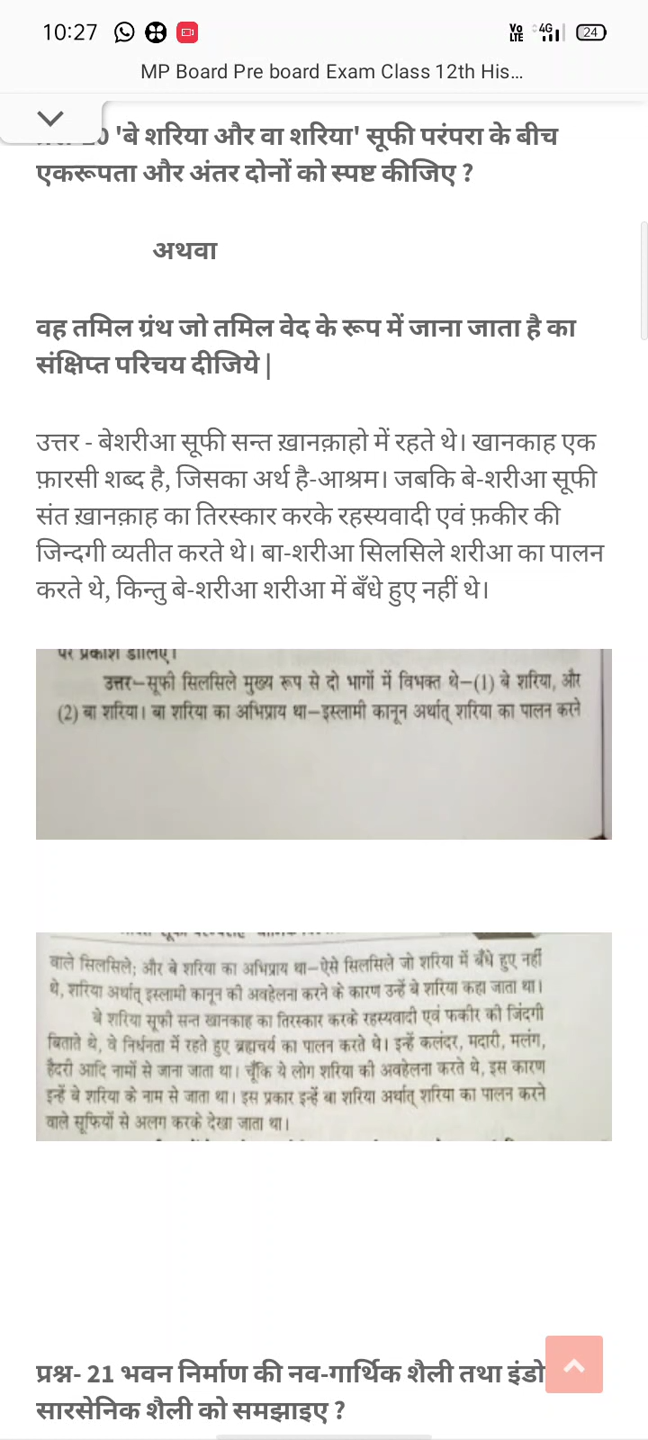 10:27
Vo LTE 4G 24
MP Board Pre board Exam Class 12th His...
'बे शरिया और वा शरिया' सूफी परंपरा के बीच
एकरूपता और अंतर दोनों को स्पष्ट कीजिए ?
अथवा
वह तमिल ग्रंथ जो तमिल वेद के रूप में जाना जाता है का
संक्षिप्त परिचय दीजिये |
उत्तर - बेशरीआ सूफी सन्त ख़ानक़ाहो में रहते थे। खानकाह एक
फ़ारसी शब्द है, जिसका अर्थ है-आश्रम। जबकि बे-शरीआ सूफी
संत ख़ानक़ाह का तिरस्कार करके रहस्यवादी एवं फ़कीर की
जिन्दगी व्यतीत करते थे। बा-शरीआ सिलसिले शरीआ का पालन
करते थे, किन्तु बे-शरीआ शरीआ में बँधे हुए नहीं थे।
पर प्रकाश डालिए।
उत्तर–सूफी सिलसिले मुख्य रूप से दो भागों में विभक्त थे–(1) बे शरिया, और
(2) बा शरिया। बा शरिया का अभिप्राय था–इस्लामी कानून अर्थात् शरिया का पालन करने
वाले सिलसिले; और बे शरिया का अभिप्राय था–ऐसे सिलसिले जो शरिया में बँधे हुए नहीं
थे, शरिया अर्थात् इस्लामी कानून की अवहेलना करने के कारण उन्हें बे शरिया कहा जाता था।
बे शरिया सूफी सन्त खानकाह का तिरस्कार करके रहस्यवादी एवं फकीर की जिंदगी
बिताते थे, वे निर्धनता में रहते हुए ब्रह्मचर्य का पालन करते थे। इन्हें कलंदर, मदारी, मलंग,
हैदरी आदि नामों से जाना जाता था। चूँकि ये लोग शरिया की अवहेलना करते थे, इस कारण
इन्हें बे शरिया के नाम से जाता था। इस प्रकार इन्हें बा शरिया अर्थात् शरिया का पालन करने
वाले सूफियों से अलग करके देखा जाता था।
प्रश्न- 21 भवन निर्माण की नव-गार्थिक शैली तथा इंडो
सारसेनिक शैली को समझाइए ?